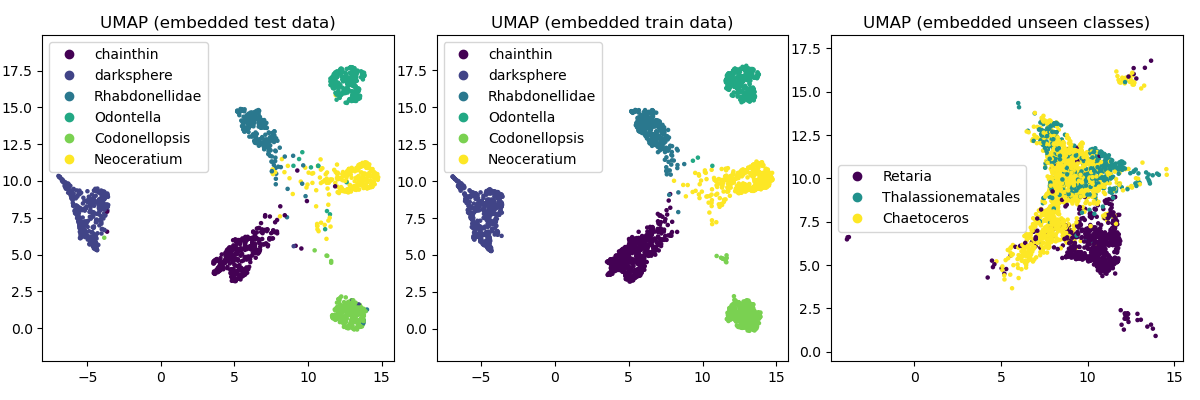 UMAP (embedded test data)
17.5
15.0
12.5
10.0
7.5
5.0
2.5
0.0
−5
0
5
10
15
chainthin
darksphere
Rhabdonellidae
Odontella
Codonellopsis
Neoceratium
UMAP (embedded train data)
17.5
15.0
12.5
10.0
7.5
5.0
2.5
0.0
−5
0
5
10
15
chainthin
darksphere
Rhabdonellidae
Odontella
Codonellopsis
Neoceratium
UMAP (embedded unseen classes)
17.5
15.0
12.5
10.0
7.5
5.0
2.5
0.0
0
5
10
15
Retaria
Thalassionematales
Chaetoceros